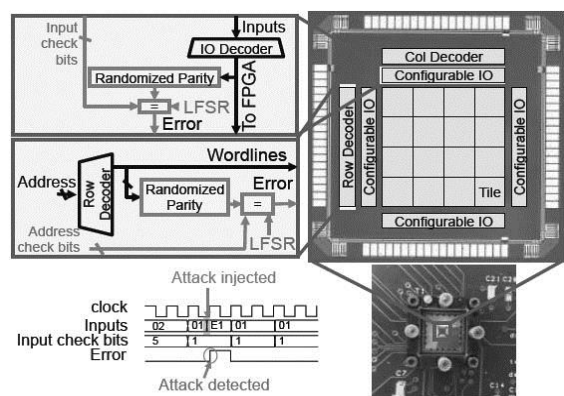 Input
check
bits
Inputs
IO Decoder
Randomized Parity
=
LFSR
Error
To FPGA
Wordlines
Address
Row
Decoder
Randomized
Parity
Error
=
Address
check bits
LFSR
Col Decoder
Configurable IO
Row Decoder
Configurable IO
Tile
Configurable IO
Configurable IO
Attack injected
clock
Inputs 02 01 E1 01 01
Input check bits 5 1 1 1
Error
Attack detected
C21
C7